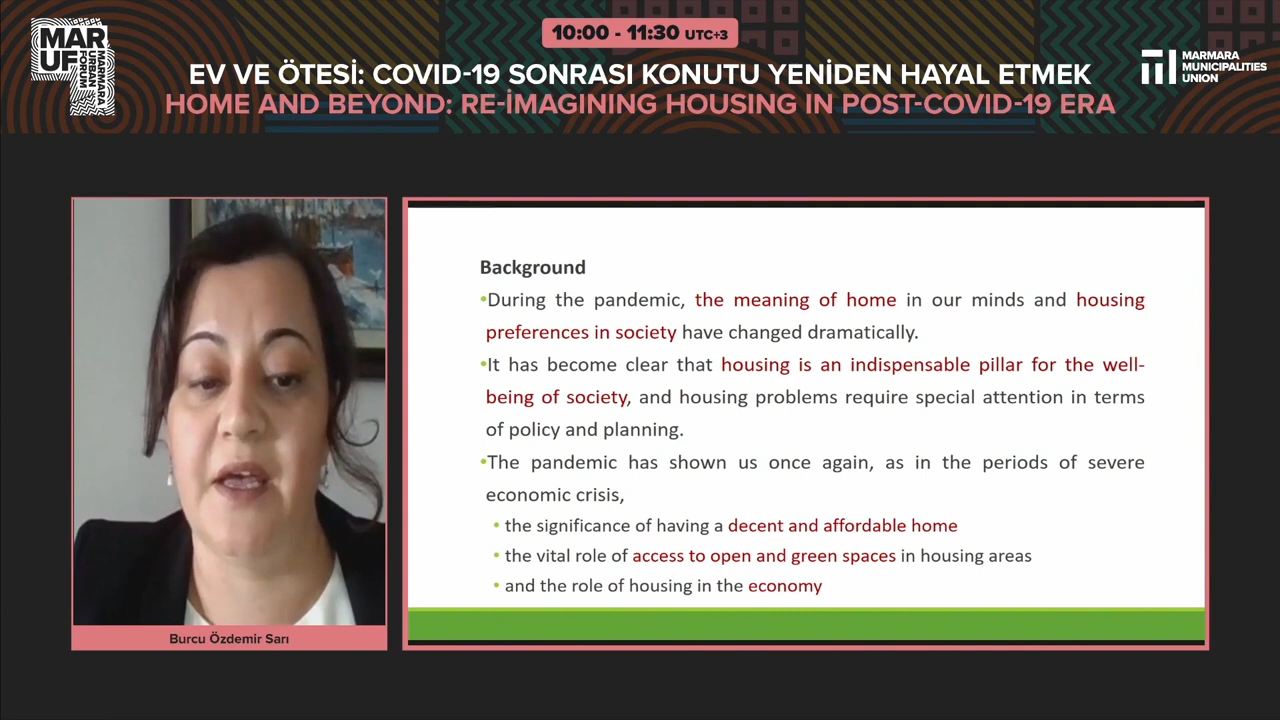 MAR
UF
MARMARA
URBAN
FORUM
10:00 - 11:30 UTC+3
EV VE ÖTESİ: COVID-19 SONRASI KONUTU YENİDEN HAYAL ETMEK
HOME AND BEYOND: RE-İMAGINING HOUSING IN POST-COVID-19 ERA
MARMARA
MUNICIPALITIES
UNION
Burcu Özdemir Sarı
Background
•During the pandemic, the meaning of home in our minds and housing
preferences in society have changed dramatically.
•It has become clear that housing is an indispensable pillar for the well-
being of society, and housing problems require special attention in terms
of policy and planning.
•The pandemic has shown us once again, as in the periods of severe
economic crisis,
• the significance of having a decent and affordable home
• the vital role of access to open and green spaces in housing areas
• and the role of housing in the economy